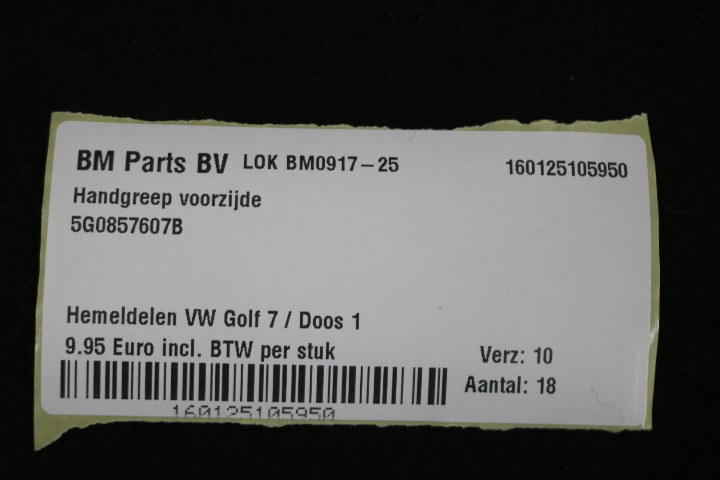 BM Parts BV LOK BM0917-25 160125105950
Handgreep voorzijde
5G0857607B
Hemeldelen VW Golf 7 / Doos 1
9.95 Euro incl. BTW per stuk Verz: 10
Aantal: 18
160125105950